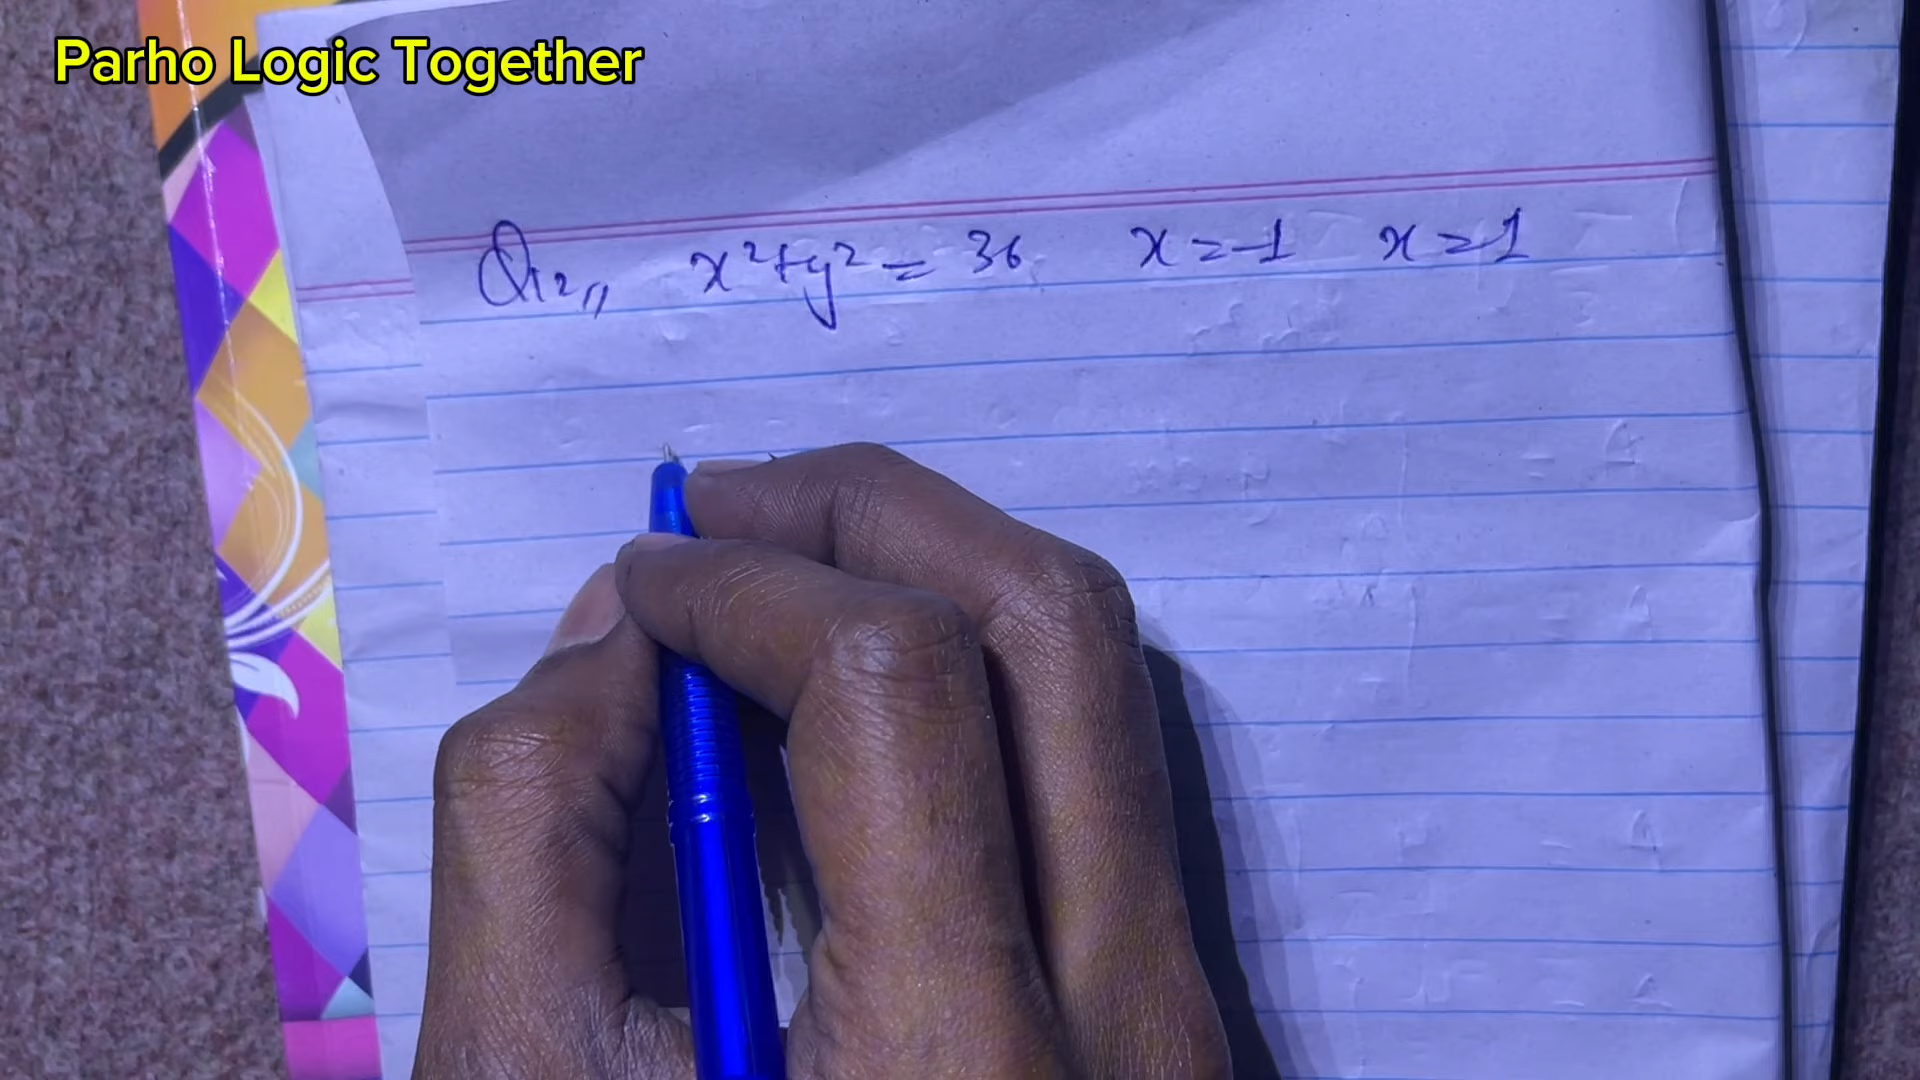 Parho Logic Together
Q12,, x²+y² = 36 x=-1 x=1